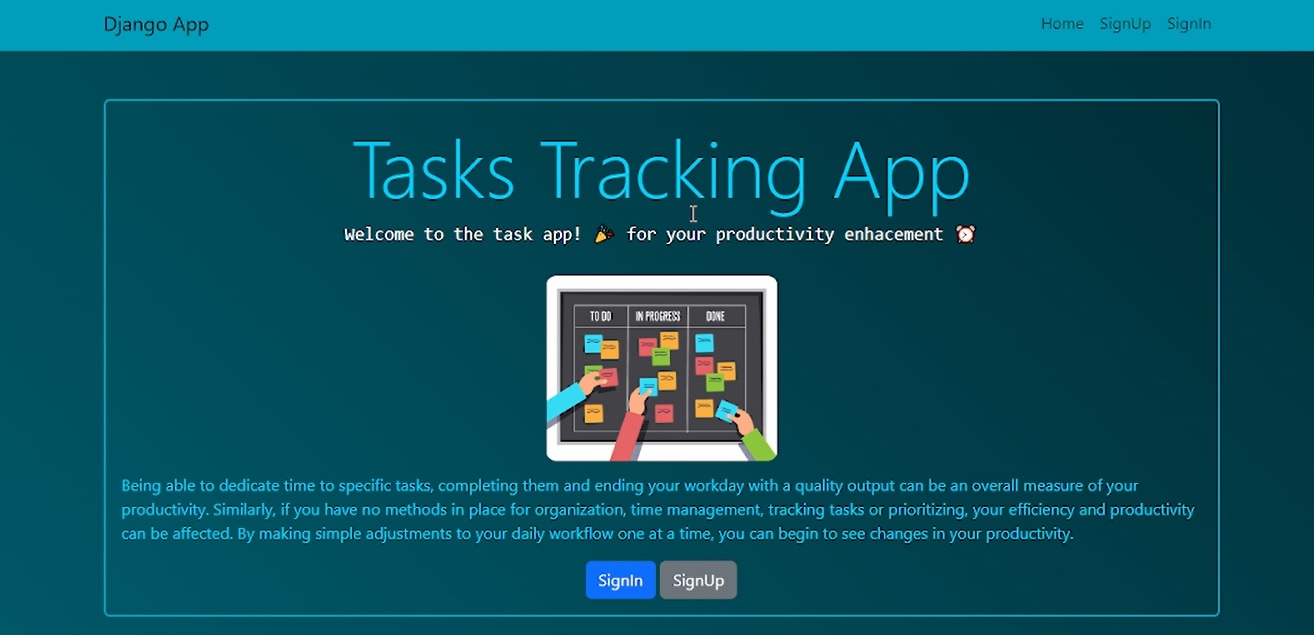 Django App
Home SignUp SignIn
Tasks Tracking App
Welcome to the task app! 🎉 for your productivity enhacement ⏰
TO DO IN PROGRESS DONE
Being able to dedicate time to specific tasks, completing them and ending your workday with a quality output can be an overall measure of your
productivity. Similarly, if you have no methods in place for organization, time management, tracking tasks or prioritizing, your efficiency and productivity
can be affected. By making simple adjustments to your daily workflow one at a time, you can begin to see changes in your productivity.
SignIn SignUp